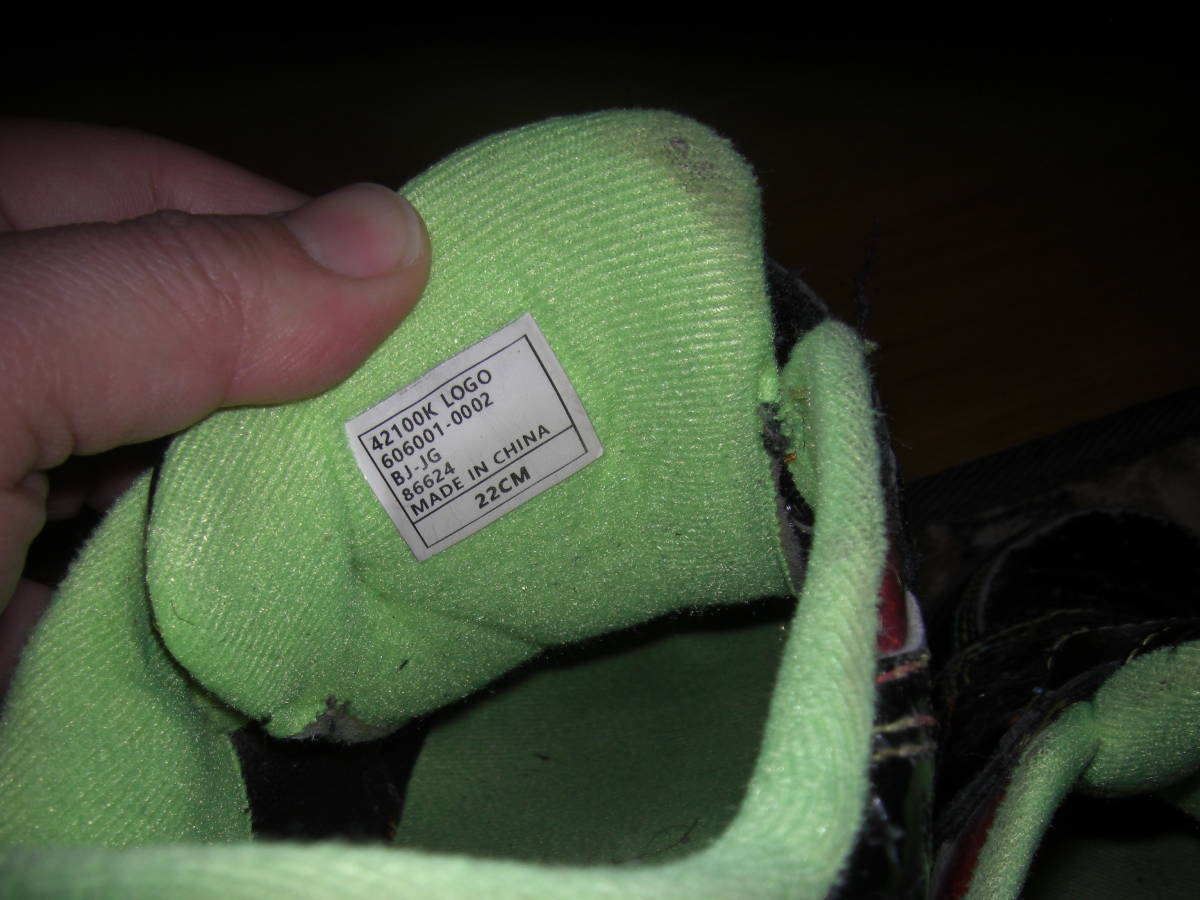 42100K LOGO
606001-0002
BJ-JG
86624
MADE IN CHINA
22CM